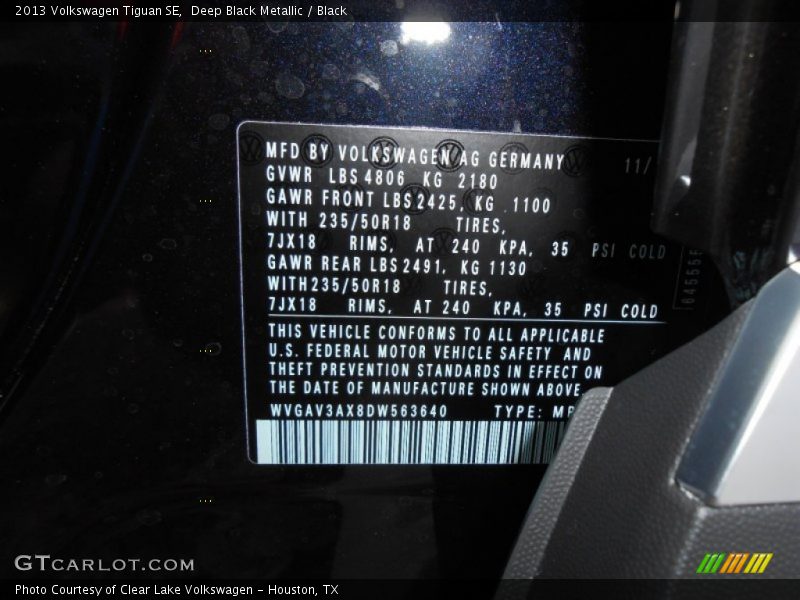 2013 Volkswagen Tiguan SE, Deep Black Metallic / Black
MFD BY VOLKSWAGEN AG GERMANY 11/
GVWR LBS 4806 KG 2180
GAWR FRONT LBS 2425, KG 1100
WITH 235/50R18 TIRES,
7JX18 RIMS, AT 240 KPA, 35 PSI COLD
GAWR REAR LBS 2491, KG 1130
WITH 235/50R18 TIRES,
7JX18 RIMS, AT 240 KPA, 35 PSI COLD
THIS VEHICLE CONFORMS TO ALL APPLICABLE
U.S. FEDERAL MOTOR VEHICLE SAFETY AND
THEFT PREVENTION STANDARDS IN EFFECT ON
THE DATE OF MANUFACTURE SHOWN ABOVE
WVGAV3AX8DW563640 TYPE: MP
GTCARLOT.COM
Photo Courtesy of Clear Lake Volkswagen - Houston, TX